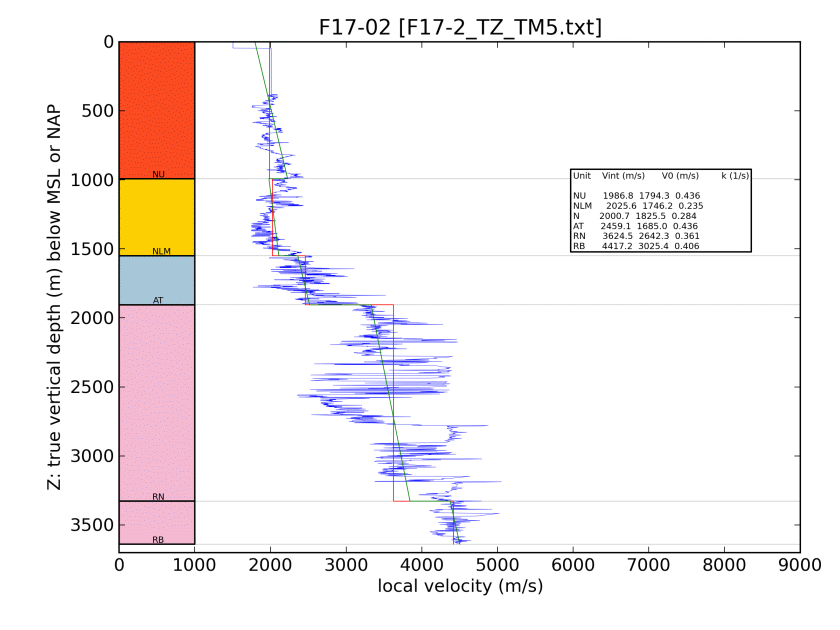 F17-02 [F17-2_TZ_TM5.txt]
0
500
1000
1500
2000
2500
3000
3500
Z: true vertical depth (m) below MSL or NAP
NU
NLM
AT
RN
RB
Unit Vint (m/s) V0 (m/s) k (1/s)
NU 1986.8 1794.3 0.436
NLM 2025.6 1746.2 0.235
N 2000.7 1825.5 0.284
AT 2459.1 1685.0 0.436
RN 3624.5 2642.3 0.361
RB 4417.2 3025.4 0.406
0 1000 2000 3000 4000 5000 6000 7000 8000 9000
local velocity (m/s)